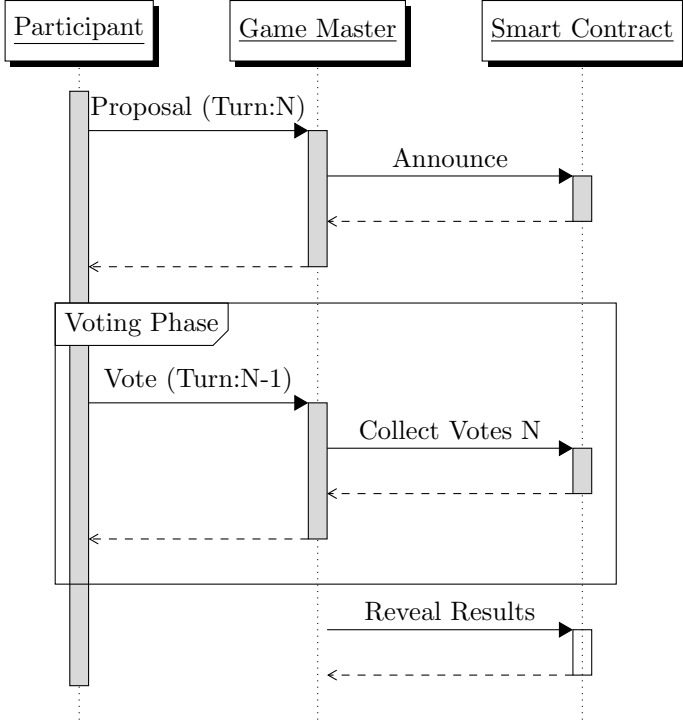 Participant
Game Master
Smart Contract
Proposal (Turn:N)
Announce
Voting Phase
Vote (Turn:N-1)
Collect Votes N
Reveal Results